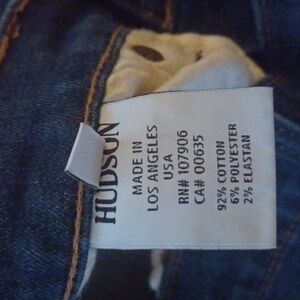 HUDSON
MADE IN
LOS ANGELES
USA
RN# 107906
CA# 00635
92% COTTON
6% POLYESTER
2% ELASTAN